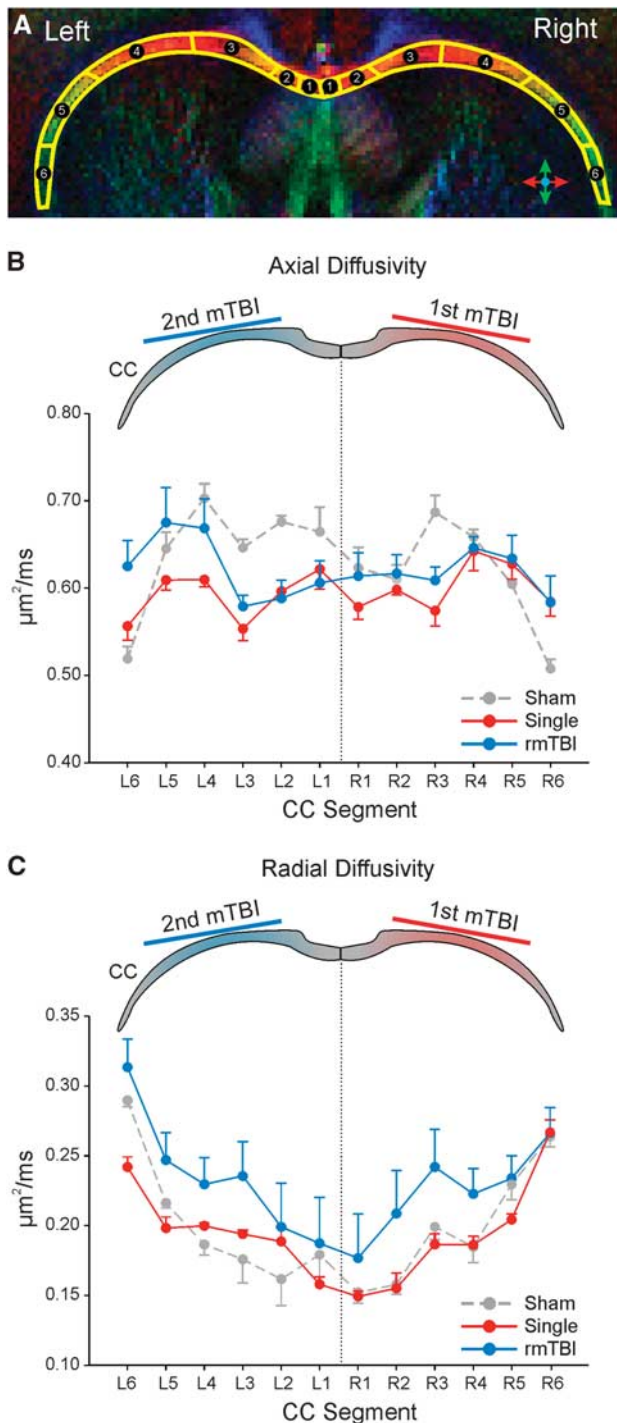 A Left Right
6 5 4 3 2 1 1 2 3 4 5 6
B Axial Diffusivity
2nd mTBI 1st mTBI
CC
0.80
0.70
0.60
0.50
0.40
μm²/ms
Sham
Single
rmTBI
L6 L5 L4 L3 L2 L1 R1 R2 R3 R4 R5 R6
CC Segment
C Radial Diffusivity
2nd mTBI 1st mTBI
CC
0.35
0.30
0.25
0.20
0.15
0.10
μm²/ms
Sham
Single
rmTBI
L6 L5 L4 L3 L2 L1 R1 R2 R3 R4 R5 R6
CC Segment